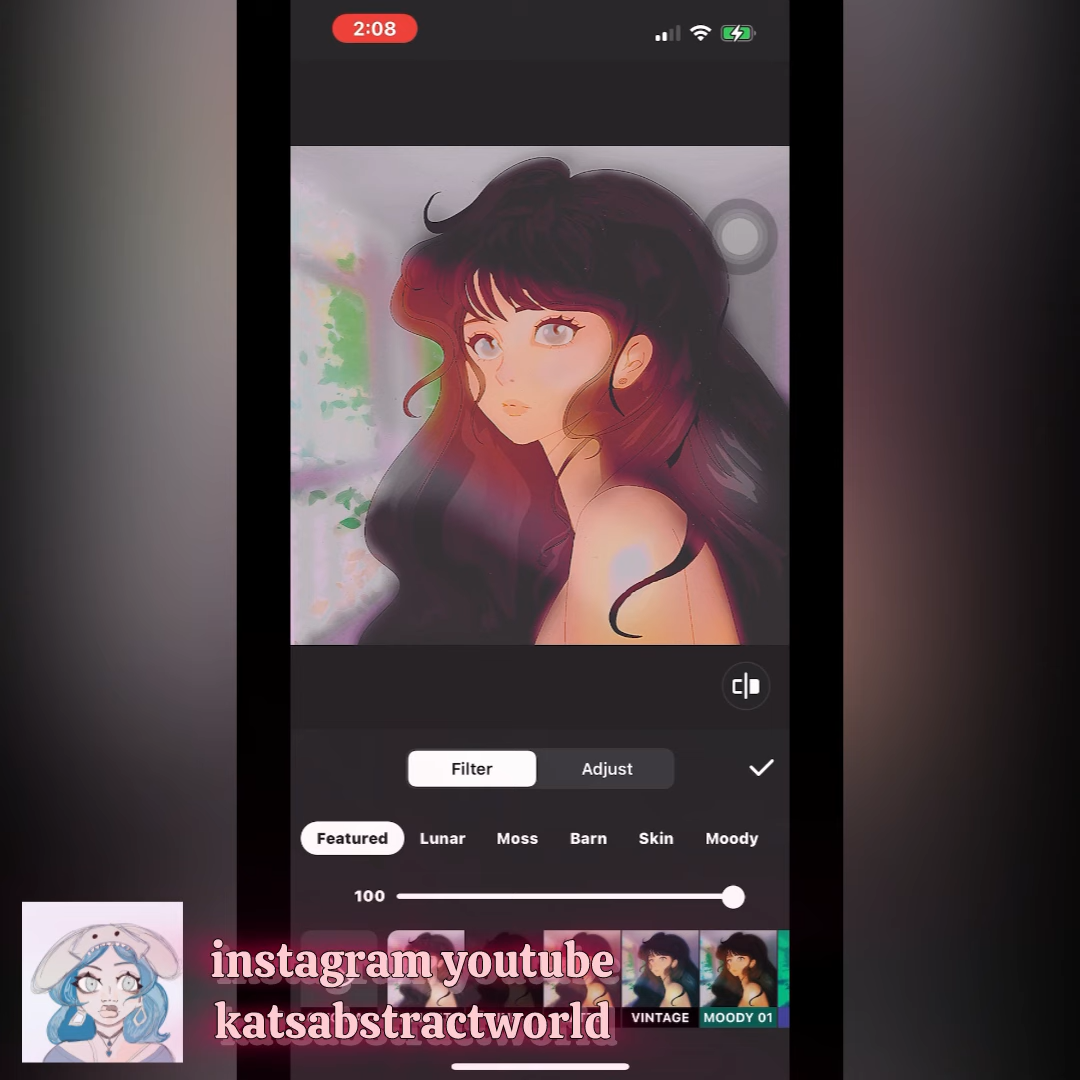 2:08
Filter
Adjust
Featured
Lunar
Moss
Barn
Skin
Moody
100
VINTAGE
MOODY 01
instagram youtube
katsabstractworld